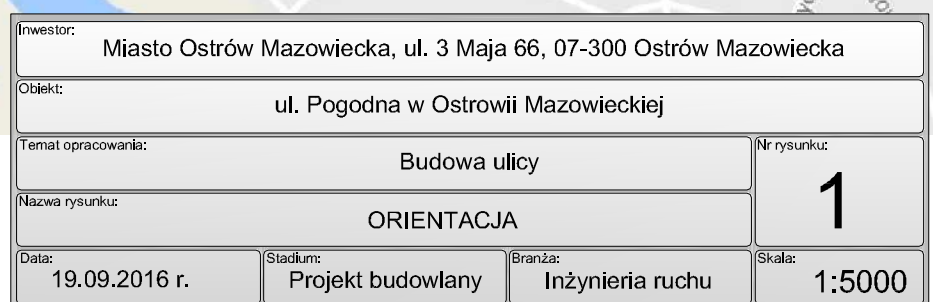 Inwestor:
Miasto Ostrów Mazowiecka, ul. 3 Maja 66, 07-300 Ostrów Mazowiecka
Obiekt:
ul. Pogodna w Ostrowii Mazowieckiej
Temat opracowania:
Budowa ulicy
Nr rysunku:
1
Nazwa rysunku:
ORIENTACJA
Data:
19.09.2016 r.
Stadium:
Projekt budowlany
Branża:
Inżynieria ruchu
Skala:
1:5000